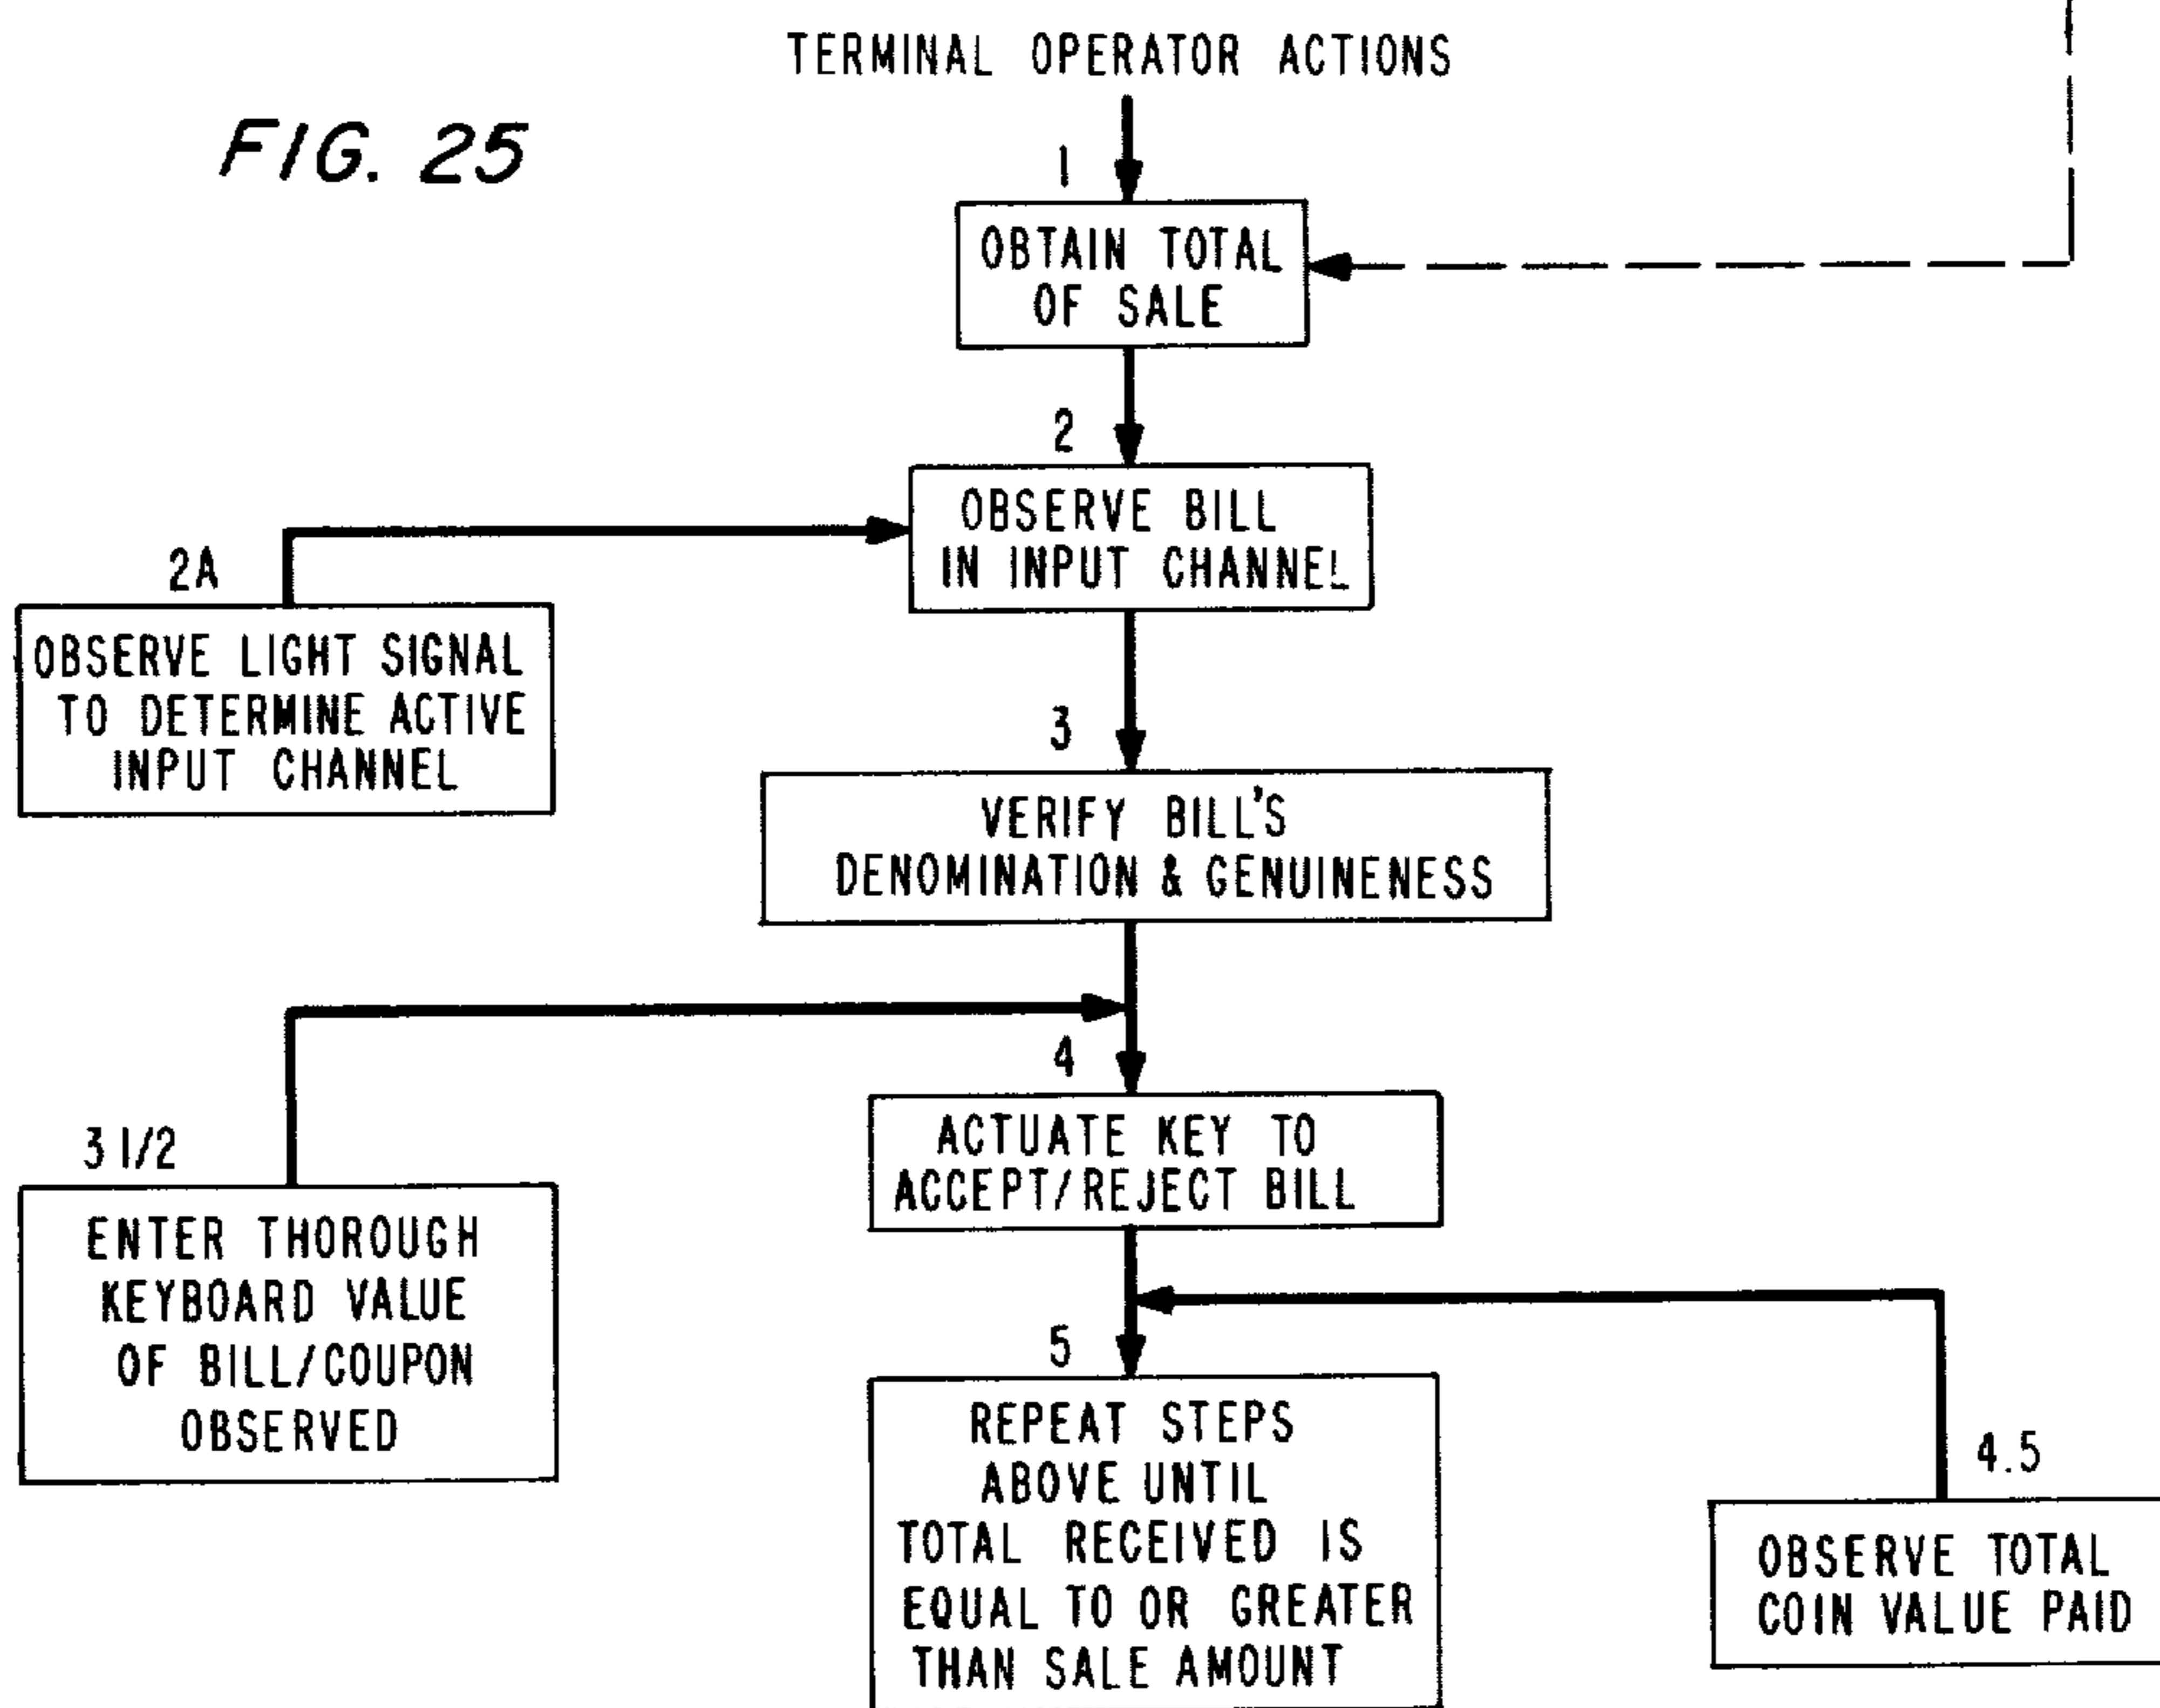 TERMINAL OPERATOR ACTIONS
FIG. 25
1
OBTAIN TOTAL
OF SALE
2
OBSERVE BILL
IN INPUT CHANNEL
2A
OBSERVE LIGHT SIGNAL
TO DETERMINE ACTIVE
INPUT CHANNEL
3
VERIFY BILL'S
DENOMINATION & GENUINENESS
4
ACTUATE KEY TO
ACCEPT/REJECT BILL
3 1/2
ENTER THOROUGH
KEYBOARD VALUE
OF BILL/COUPON
OBSERVED
5
REPEAT STEPS
ABOVE UNTIL
TOTAL RECEIVED IS
EQUAL TO OR GREATER
THAN SALE AMOUNT
4.5
OBSERVE TOTAL
COIN VALUE PAID